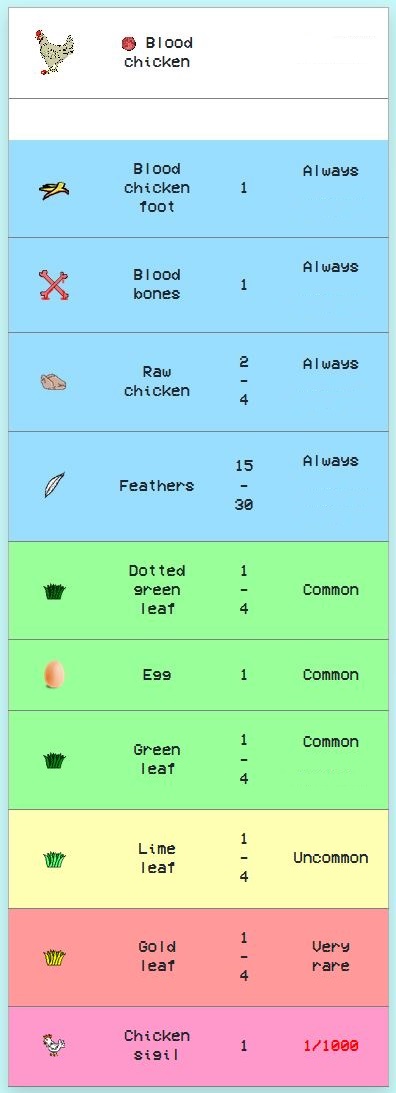 Blood
chicken
Blood
chicken
foot
1
Always
Blood
bones
1
Always
Raw
chicken
2
-
4
Always
Feathers
15
-
30
Always
Dotted
green
leaf
1
-
4
Common
Egg
1
Common
Green
leaf
1
-
4
Common
Lime
leaf
1
-
4
Uncommon
Gold
leaf
1
-
4
Very
rare
Chicken
sigil
1
1/1000